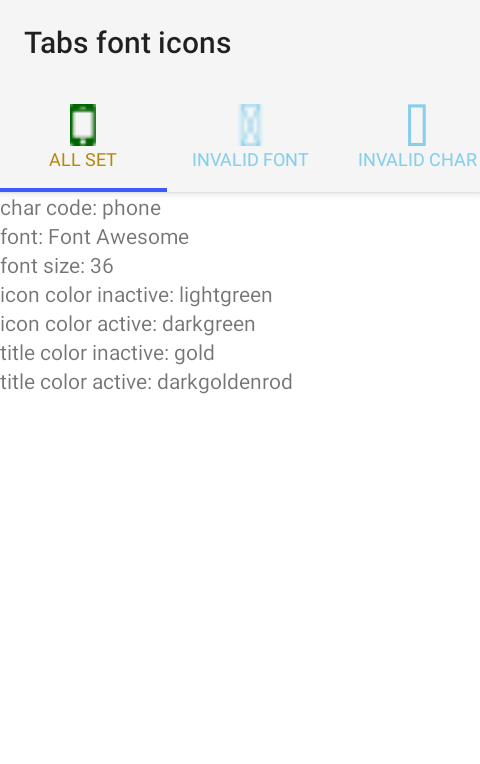 Tabs font icons
ALL SET
INVALID FONT
INVALID CHAR
char code: phone
font: Font Awesome
font size: 36
icon color inactive: lightgreen
icon color active: darkgreen
title color inactive: gold
title color active: darkgoldenrod